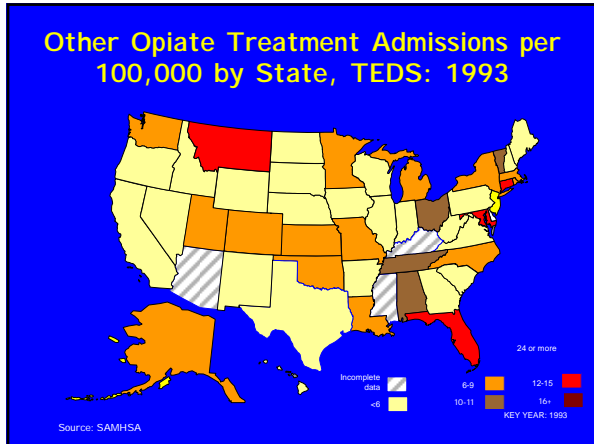 Other Opiate Treatment Admissions per
100,000 by State, TEDS: 1993
24 or more
Incomplete
data
6-9
12-15
<6
10-11
16+
KEY YEAR: 1993
Source: SAMHSA